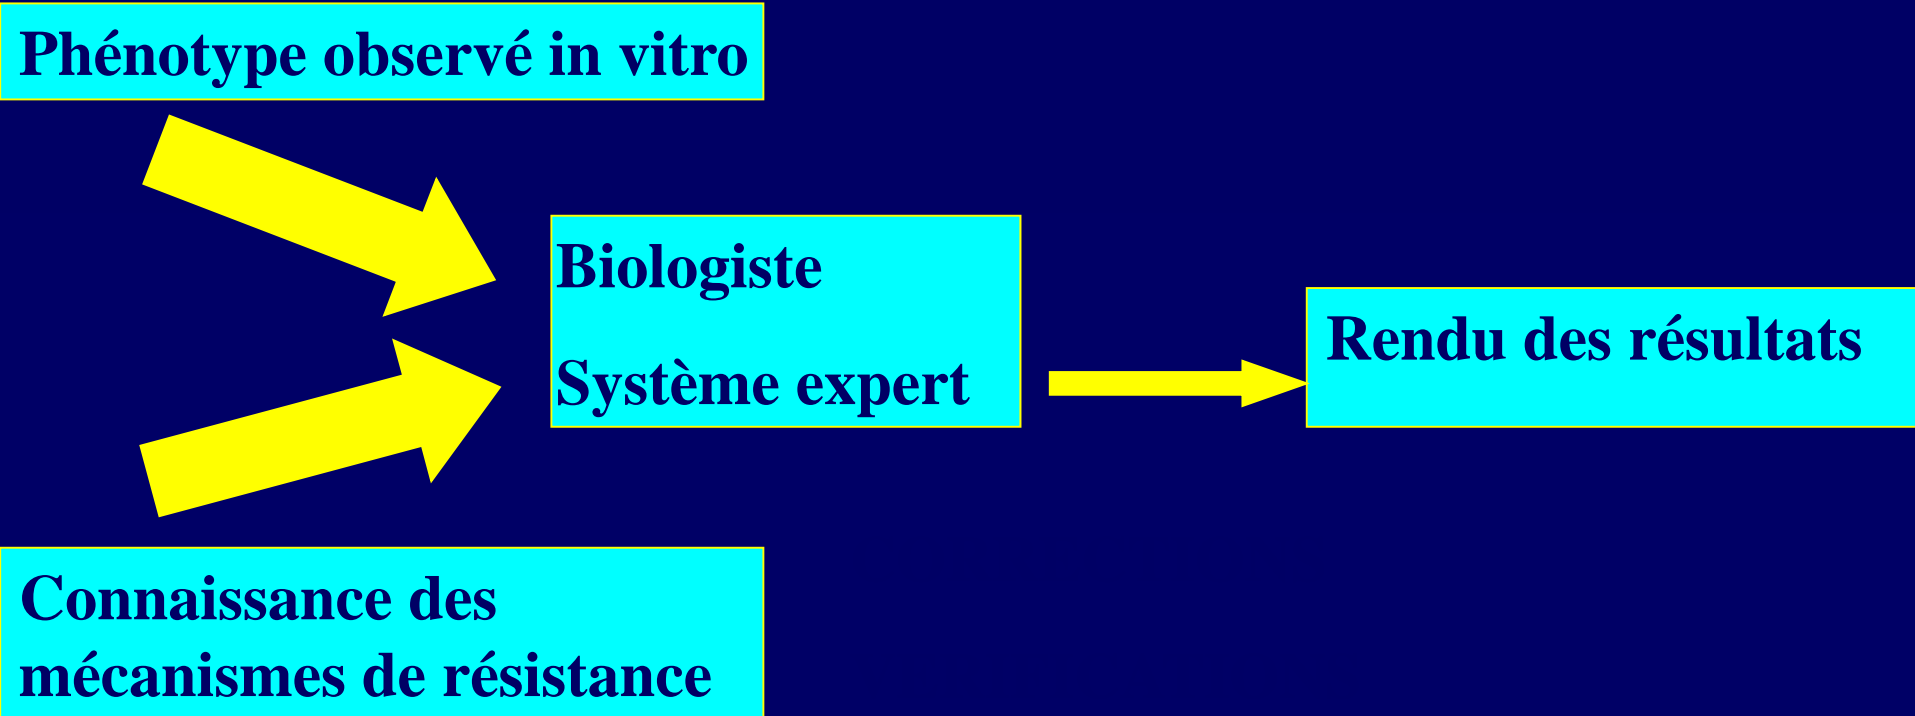 Phénotype observé in vitro
Biologiste
Système expert
Rendu des résultats
Connaissance des
mécanismes de résistance